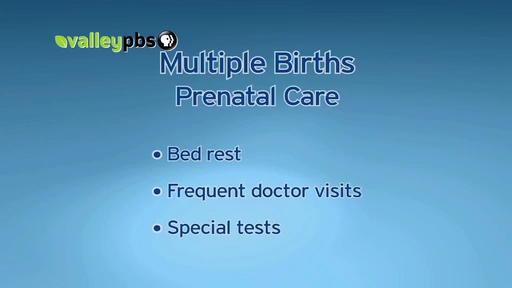 valleypbs
Multiple Births
Prenatal Care
• Bed rest
• Frequent doctor visits
• Special tests